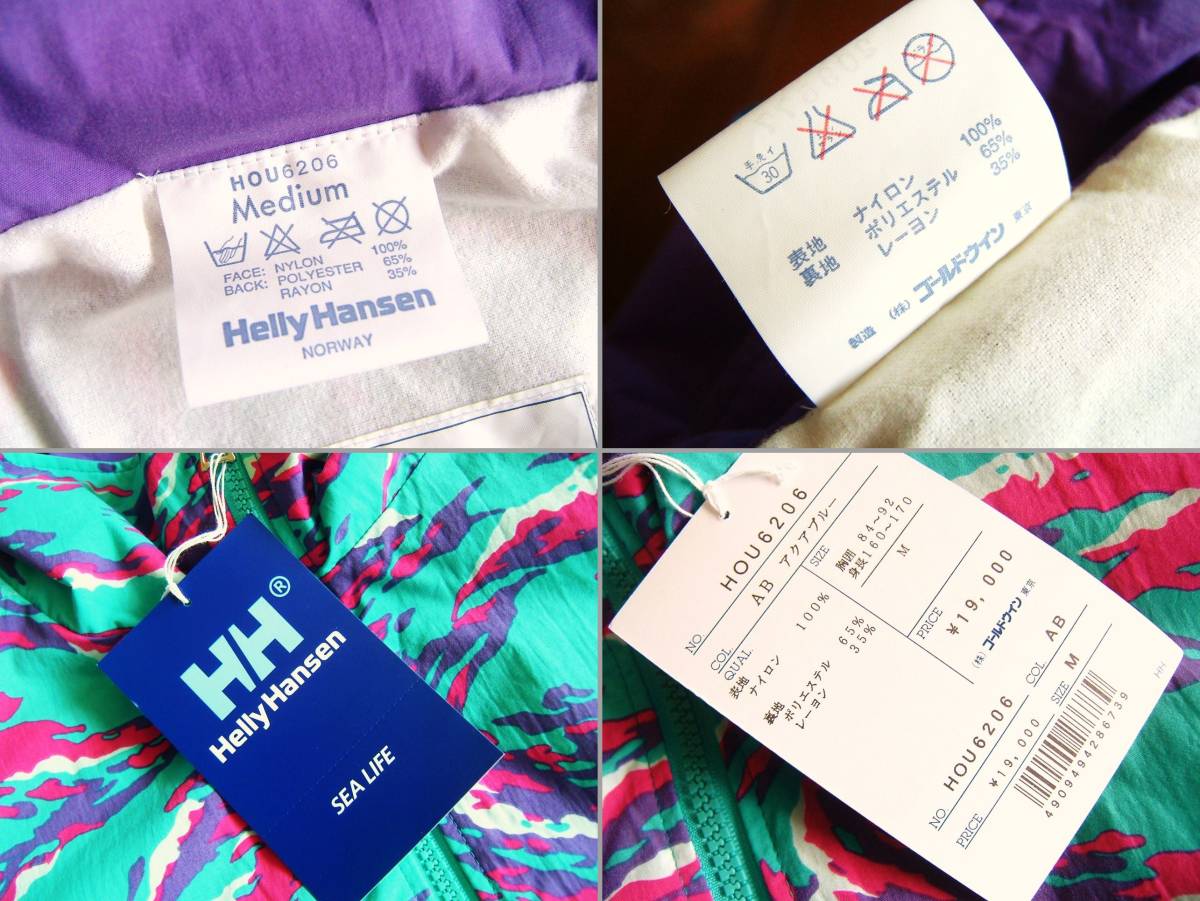 HOU6206
Medium
FACE: NYLON 100%
BACK: POLYESTER 65%
RAYON 35%
Helly Hansen
NORWAY
手洗イ
30
表地 ナイロン 100%
裏地 ポリエステル 65%
レーヨン 35%
製造 (株)ゴールドウイン 東京
H/H®
Helly Hansen
SEA LIFE
NO. HOU6206
COL AB アクアブルー
QUAL.
表地
ナイロン 100%
裏地
ポリエステル 65%
レーヨン 35%
SIZE
胸囲 84~92
身長160~170
M
PRICE
¥19,000
(株)ゴールドウイン 東京
NO. HOU6206
COL. AB
PRICE ¥19,000
SIZE M
4909494286739
HH